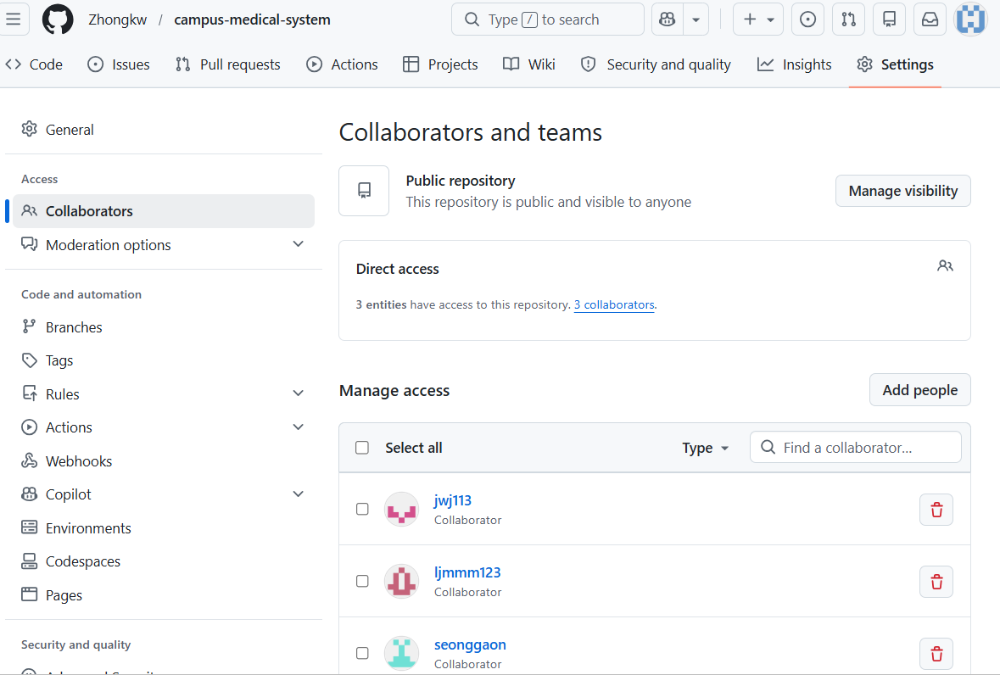 Zhongkw / campus-medical-system
Type / to search
Code
Issues
Pull requests
Actions
Projects
Wiki
Security and quality
Insights
Settings
General
Access
Collaborators
Moderation options
Code and automation
Branches
Tags
Rules
Actions
Webhooks
Copilot
Environments
Codespaces
Pages
Security and quality
Collaborators and teams
Public repository
This repository is public and visible to anyone
Manage visibility
Direct access
3 entities have access to this repository. 3 collaborators.
Manage access
Add people
Select all
Type
Find a collaborator...
jwj113
Collaborator
ljmmm123
Collaborator
seonggaon
Collaborator